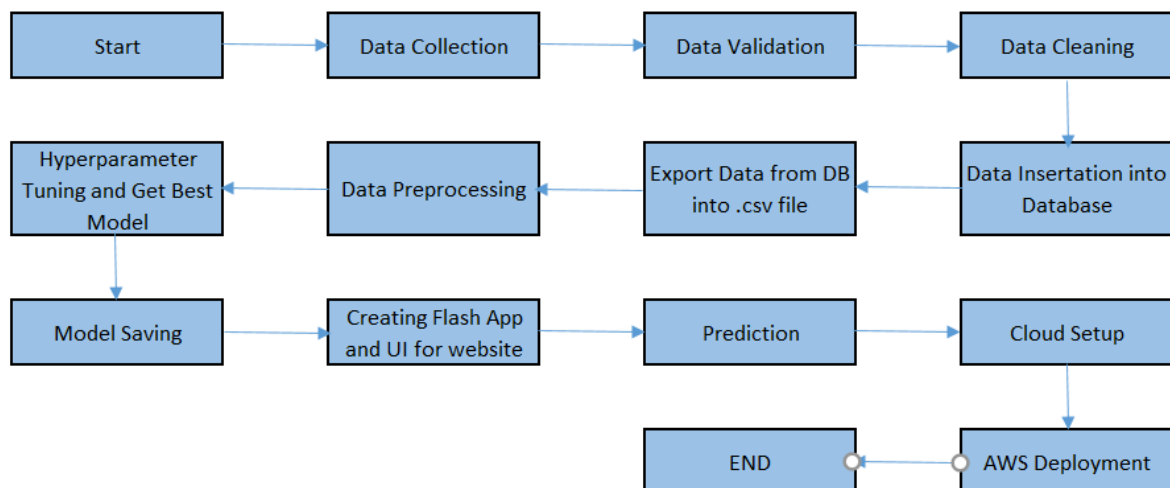 Start
Data Collection
Data Validation
Data Cleaning
Data Insertation into
Database
Export Data from DB
into .csv file
Data Preprocessing
Hyperparameter
Tuning and Get Best
Model
Model Saving
Creating Flash App
and UI for website
Prediction
Cloud Setup
AWS Deployment
END